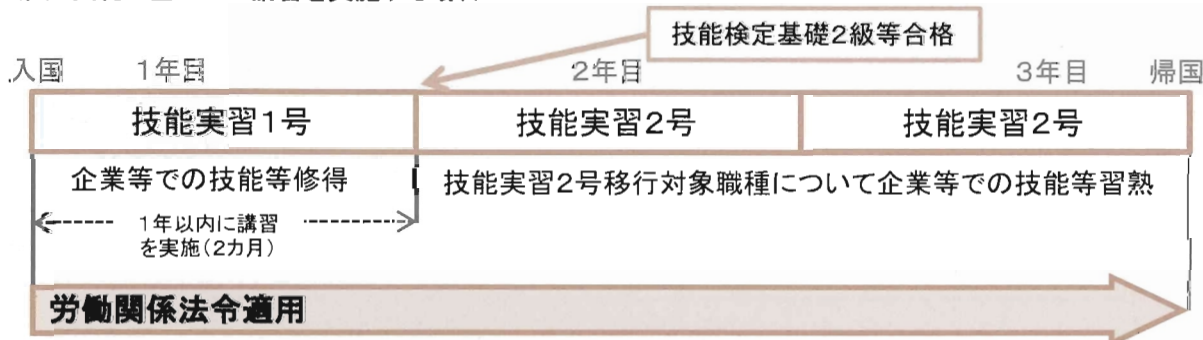 技能検定基礎2級等合格
入国 1年目 2年目 3年目 帰国
技能実習1号 技能実習2号 技能実習2号
企業等での技能等修得 技能実習2号移行対象職種について企業等での技能等習熟
1年以内に講習
を実施(2カ月)
労働関係法令適用